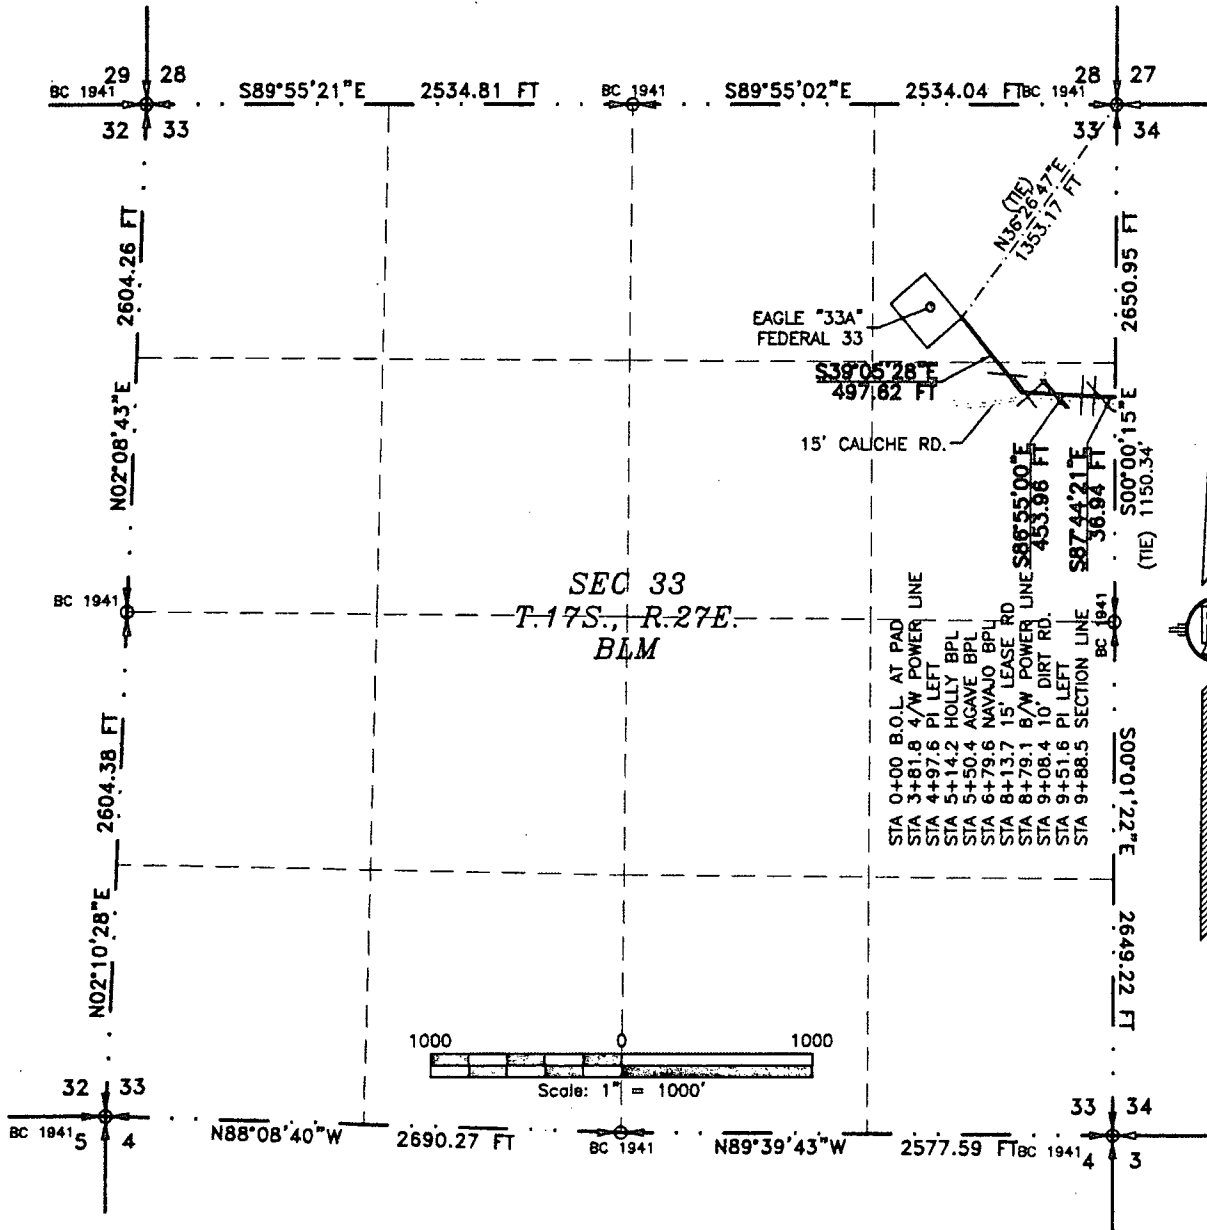 29 28
BC 1941
32 33
S89°55'21"E 2534.81 FT
BC 1941
S89°55'02"E 2534.04 FT
BC 1941
28 27
33 34
(TIE)
N36°26'47"E
1353.17 FT
2604.26 FT
N02°08'43"E
2650.95 FT
S00°00'15"E
(TIE) 1150.34'
EAGLE "33A"
FEDERAL 33
S39°05'28"E
497.62 FT
15' CALICHE RD.
S86°55'00"E
453.96 FT
S87°44'21"E
36.94 FT
BC 1941
SEC 33
T.17S., R.27E.
BLM
BC 1941
STA 0+00 B.O.L. AT PAD
STA 3+81.8 4/W POWER LINE
STA 4+97.6 PI LEFT
STA 5+14.2 HOLLY BPL
STA 5+50.4 AGAVE BPL
STA 6+79.6 NAVAJO BPL
STA 8+13.7 15' LEASE RD
STA 8+79.1 8/W POWER LINE
STA 9+08.4 10' DIRT RD.
STA 9+51.6 PI LEFT
STA 9+88.5 SECTION LINE
2604.38 FT
N02°10'28"E
S00°01'22"E
2649.22 FT
1000 0 1000
Scale: 1" = 1000'
32 33
BC 1941
5 4
N88°08'40"W 2690.27 FT
BC 1941
N89°39'43"W 2577.59 FT
BC 1941
33 34
4 3